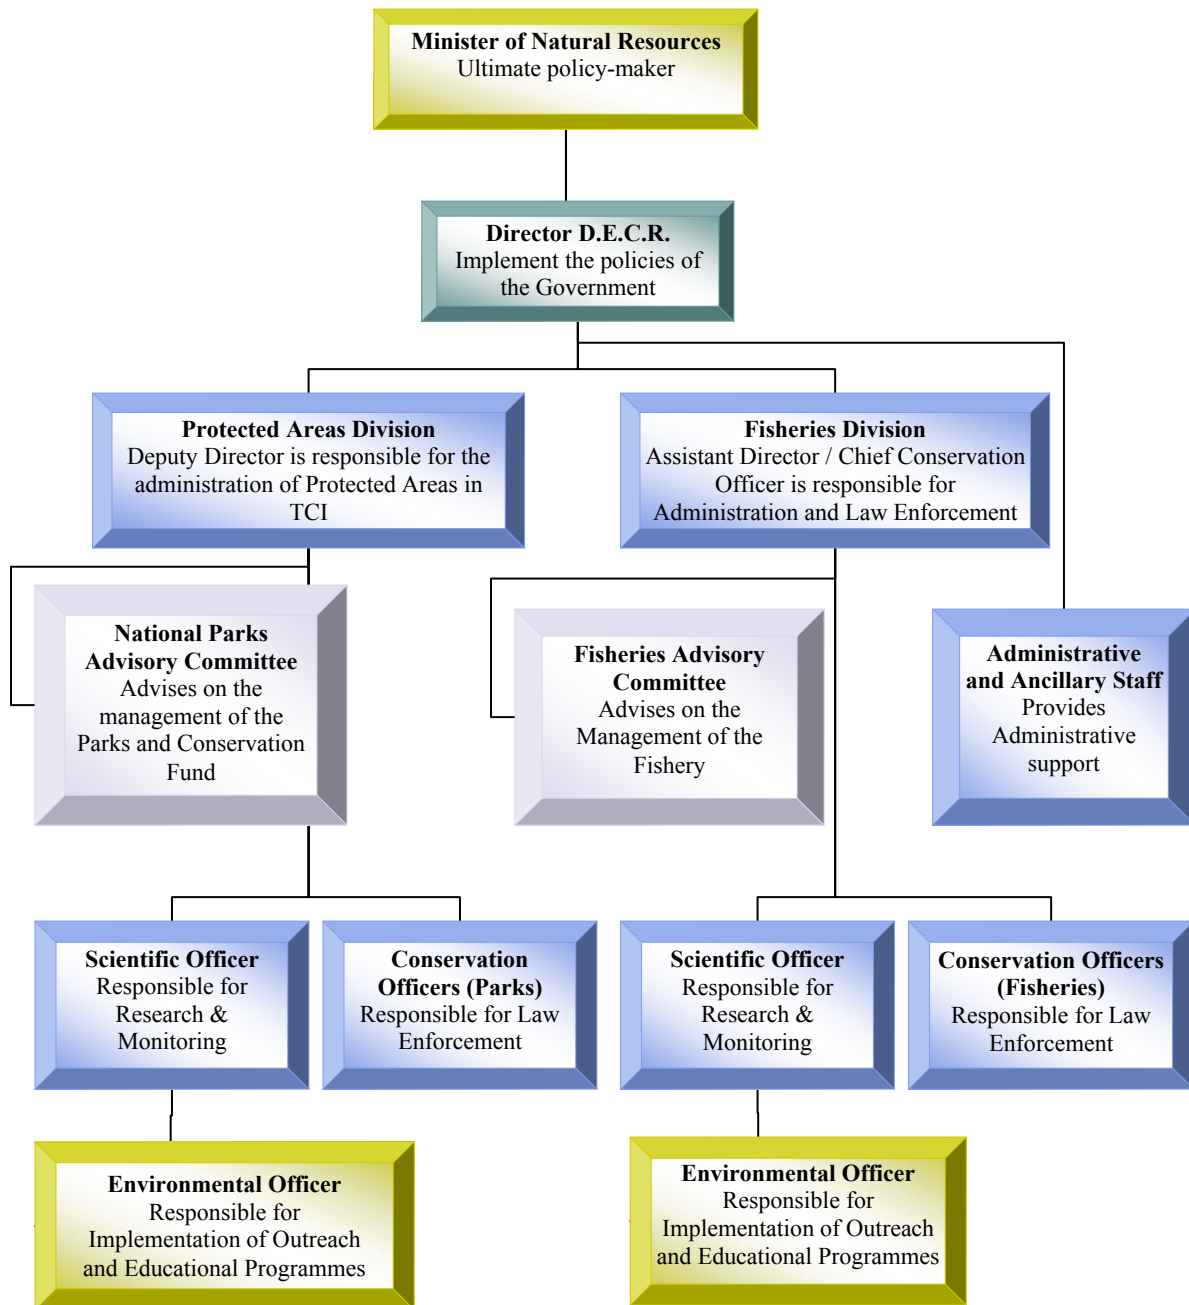 Minister of Natural Resources
Ultimate policy-maker
Director D.E.C.R.
Implement the policies of
the Government
Protected Areas Division
Deputy Director is responsible for the
administration of Protected Areas in
TCI
Fisheries Division
Assistant Director / Chief Conservation
Officer is responsible for
Administration and Law Enforcement
National Parks
Advisory Committee
Advises on the
management of the
Parks and Conservation
Fund
Fisheries Advisory
Committee
Advises on the
Management of the
Fishery
Administrative
and Ancillary Staff
Provides
Administrative
support
Scientific Officer
Responsible for
Research &
Monitoring
Conservation
Officers (Parks)
Responsible for Law
Enforcement
Scientific Officer
Responsible for
Research &
Monitoring
Conservation Officers
(Fisheries)
Responsible for Law
Enforcement
Environmental Officer
Responsible for
Implementation of Outreach
and Educational Programmes
Environmental Officer
Responsible for
Implementation of Outreach
and Educational Programmes